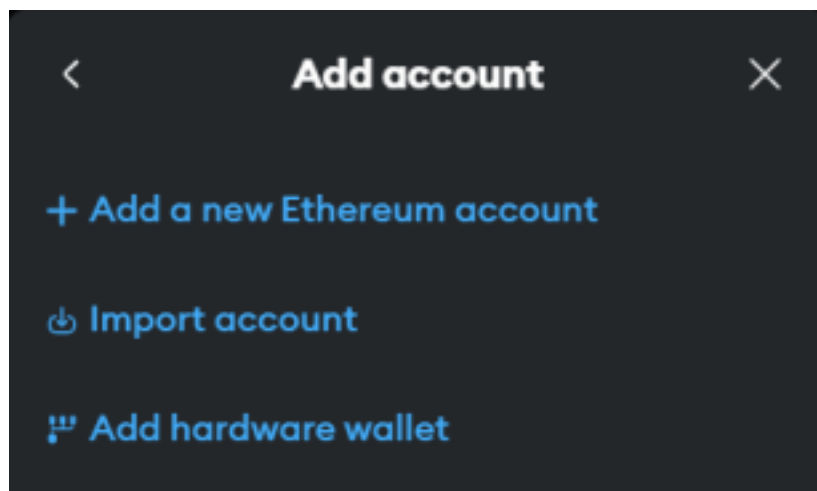 Add account
Add a new Ethereum account
Import account
Add hardware wallet